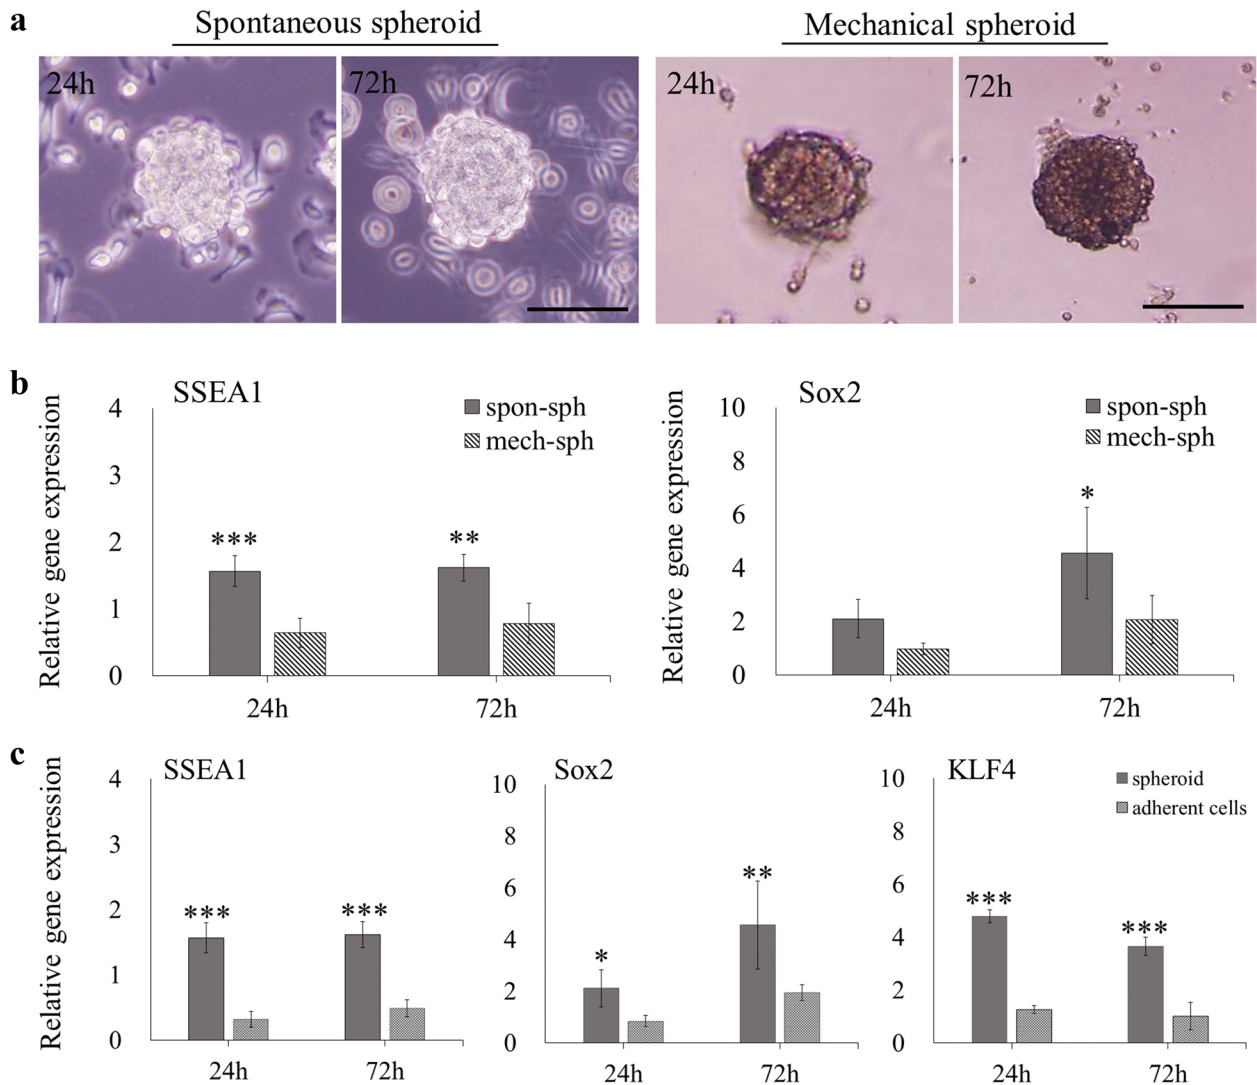 a
Spontaneous spheroid
Mechanical spheroid
24h
72h
24h
72h
b
SSEA1
spon-sph
mech-sph
Relative gene expression
4
3
2
1
0
***
**
24h
72h
Sox2
spon-sph
mech-sph
Relative gene expression
10
8
6
4
2
0
*
24h
72h
c
SSEA1
Relative gene expression
4
3
2
1
0
***
***
24h
72h
Sox2
10
8
6
4
2
0
*
**
24h
72h
KLF4
spheroid
adherent cells
10
8
6
4
2
0
***
***
24h
72h